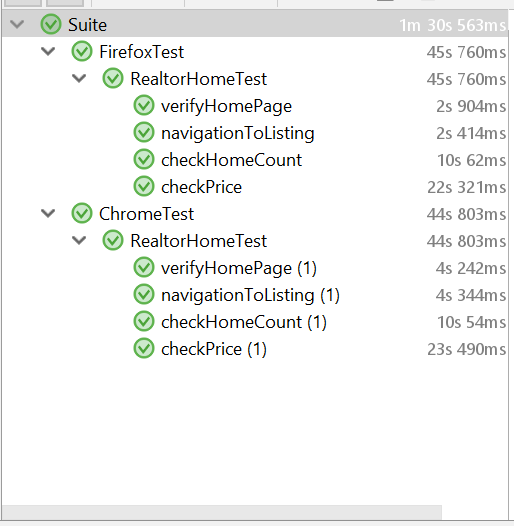 Suite 1m 30s 563ms
FirefoxTest 45s 760ms
RealtorHomeTest 45s 760ms
verifyHomePage 2s 904ms
navigationToListing 2s 414ms
checkHomeCount 10s 62ms
checkPrice 22s 321ms
ChromeTest 44s 803ms
RealtorHomeTest 44s 803ms
verifyHomePage (1) 4s 242ms
navigationToListing (1) 4s 344ms
checkHomeCount (1) 10s 54ms
checkPrice (1) 23s 490ms